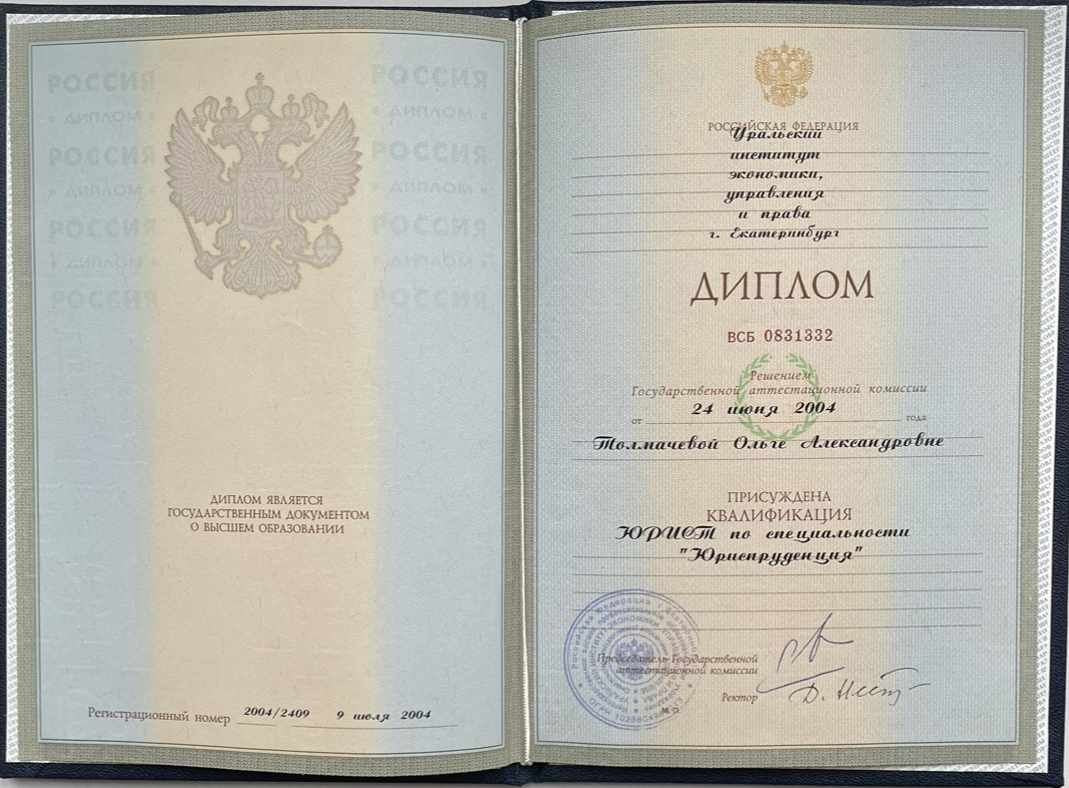 РОССИЯ РОССИЯ
ДИПЛОМ ДИПЛОМ
РОССИЯ РОССИЯ
ДИПЛОМ ДИПЛОМ
РОССИЯ РОССИЯ
ДИПЛОМ ДИПЛОМ
РОССИЯ РОССИЯ
ДИПЛОМ ЯВЛЯЕТСЯ
ГОСУДАРСТВЕННЫМ ДОКУМЕНТОМ
О ВЫСШЕМ ОБРАЗОВАНИИ
Регистрационный номер 2004/2409 9 июля 2004
РОССИЙСКАЯ ФЕДЕРАЦИЯ
Уральский
институт
экономики,
управления
и права
г. Екатеринбург
ДИПЛОМ
ВСБ 0831332
Решением
Государственной аттестационной комиссии
от 24 июня 2004 года
Толмачевой Ольге Александровне
ПРИСУЖДЕНА
КВАЛИФИКАЦИЯ
ЮРИСТ по специальности
"Юриспруденция"
Председатель Государственной
аттестационной комиссии
Ректор
М.П.
Российская Федерация г. Екатеринбург